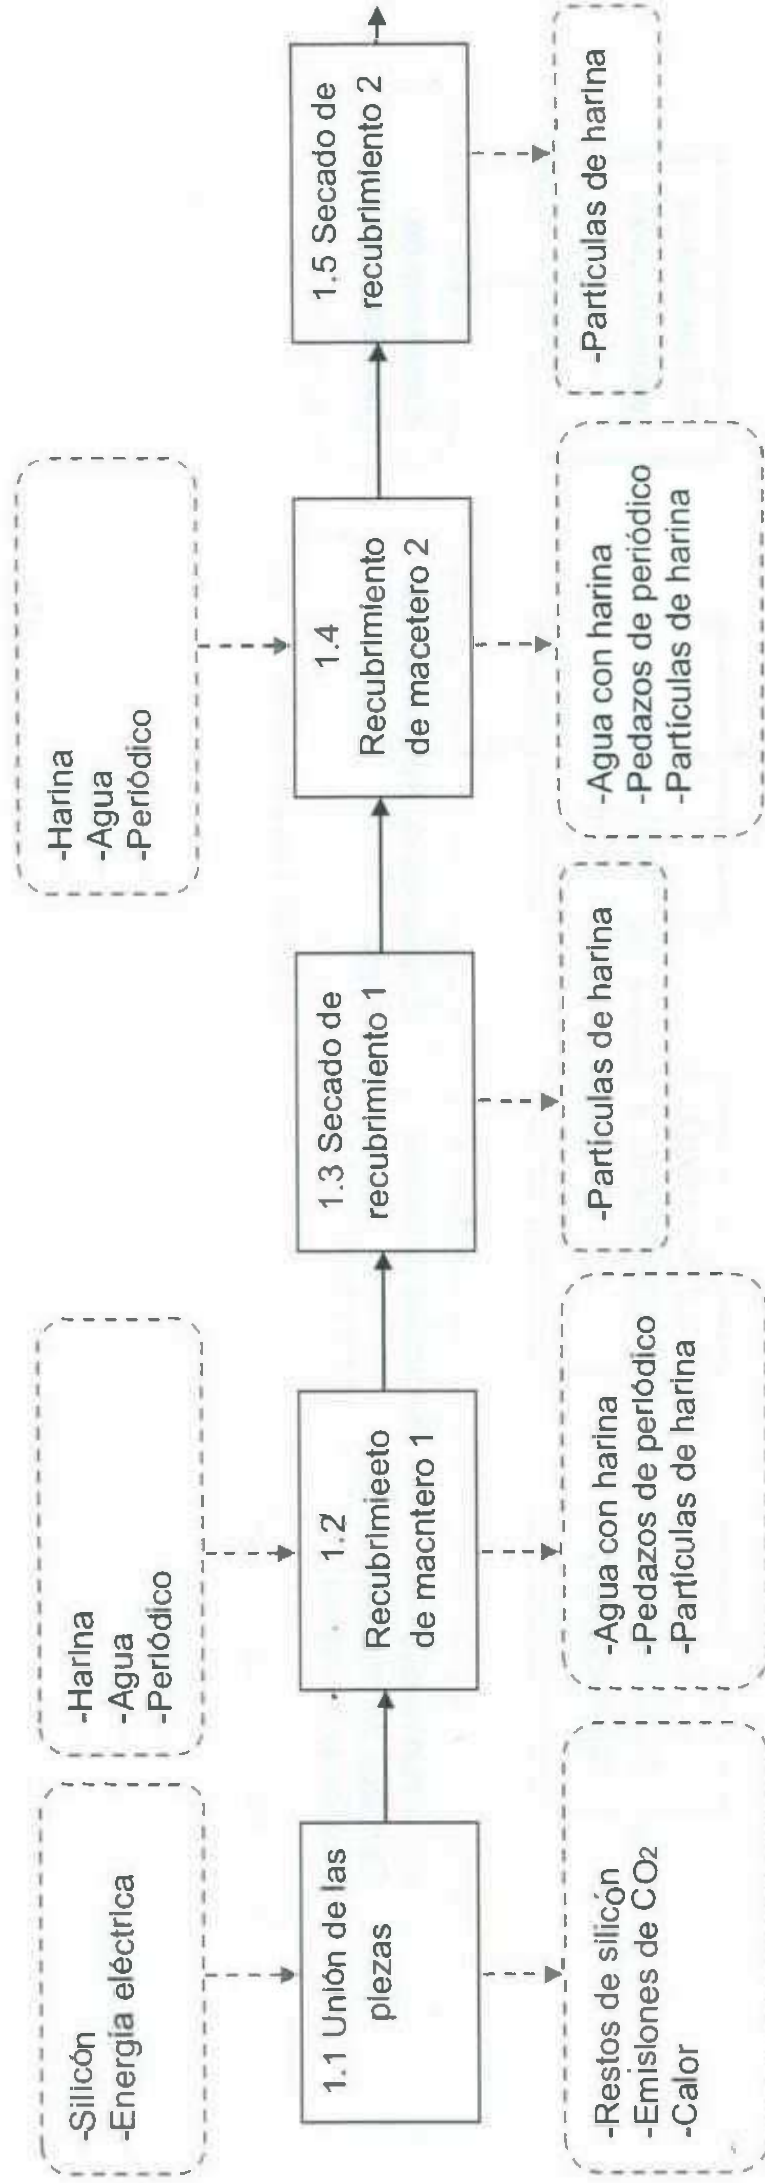 -Silicón
-Energía eléctrica
1.1 Unión de las
piezas
-Restos de silicón
-Emisiones de CO2
-Calor
-Harina
-Agua
-Periódico
1.2
Recubrimieeto
de macntero 1
-Agua con harina
-Pedazos de periódico
-Partículas de harina
1.3 Secado de
recubrimiento 1
-Partículas de harina
-Harina
-Agua
-Periódico
1.4
Recubrimiento
de macetero 2
-Agua con harina
-Pedazos de periódico
-Partículas de harina
1.5 Secado de
recubrimiento 2
-Partículas de harina